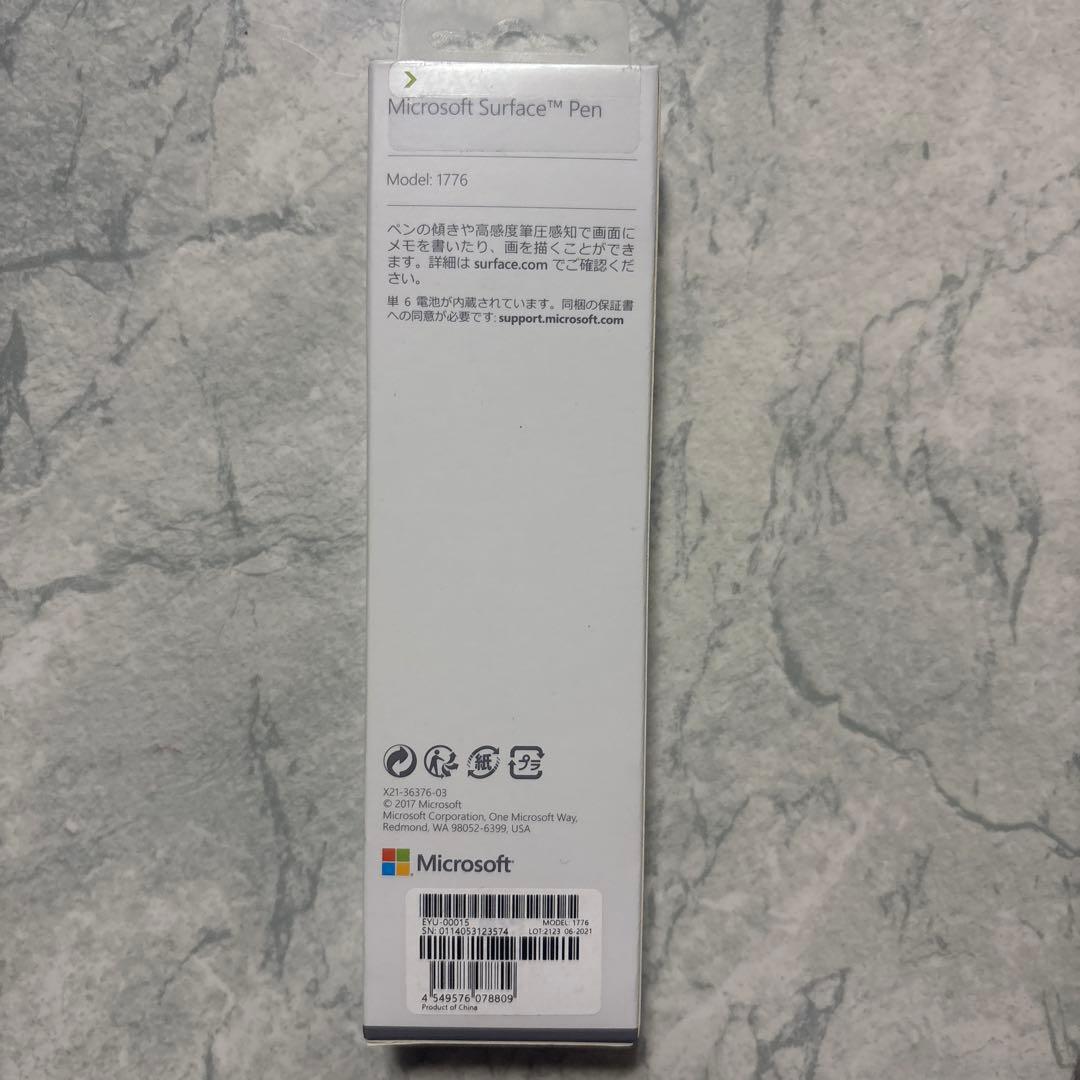 Microsoft Surface™ Pen
Model: 1776
ペンの傾きや高感度筆圧感知で画面に
メモを書いたり、画を描くことができ
ます。詳細は surface.com でご確認くだ
さい。
単 6 電池が内蔵されています。同梱の保証書
への同意が必要です: support.microsoft.com
紙 プラ
X21-36376-03
© 2017 Microsoft
Microsoft Corporation, One Microsoft Way,
Redmond, WA 98052-6399, USA
Microsoft
EYU-00015 MODEL: 1776
SN: 0114053123574 LOT:2123 06-2021
4 549576 078809
Product of China